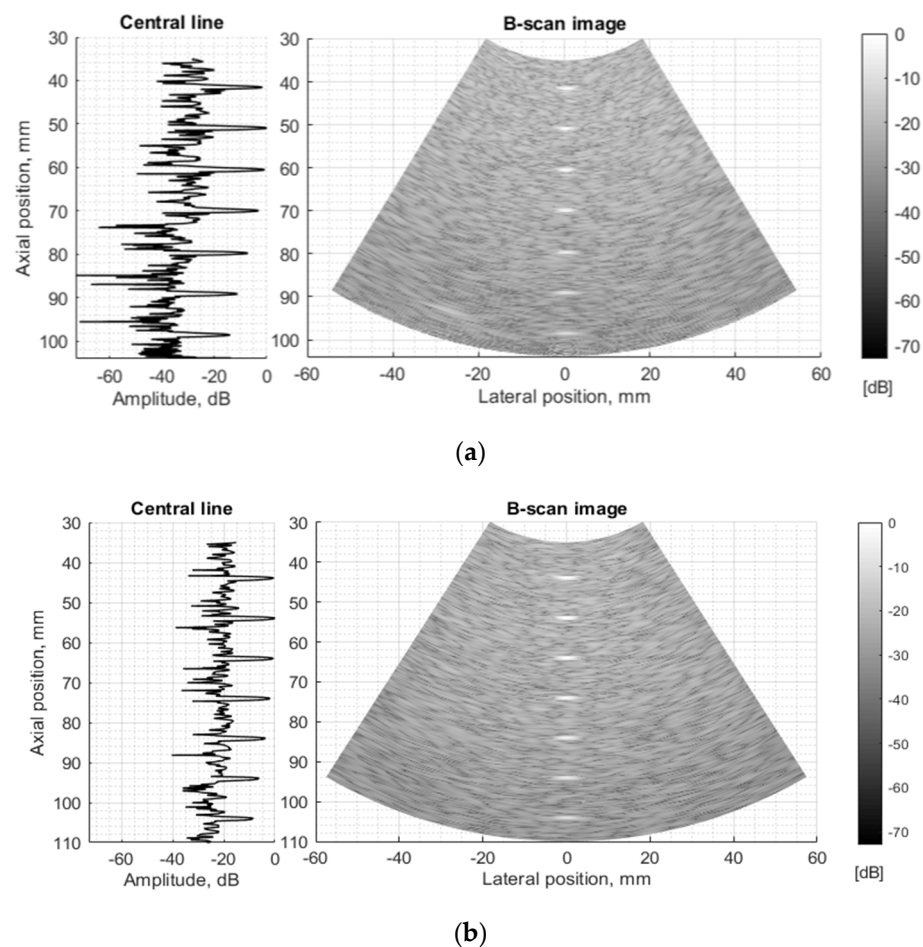 Central line
B-scan image
30
40
50
60
70
80
90
100
Axial position, mm
-60 -40 -20 0
Amplitude, dB
30
40
50
60
70
80
90
100
-60 -40 -20 0 20 40 60
Lateral position, mm
0
-10
-20
-30
-40
-50
-60
-70
[dB]
(a)
Central line
B-scan image
30
40
50
60
70
80
90
100
110
Axial position, mm
-60 -40 -20 0
Amplitude, dB
30
40
50
60
70
80
90
100
110
-60 -40 -20 0 20 40 60
Lateral position, mm
0
-10
-20
-30
-40
-50
-60
-70
[dB]
(b)